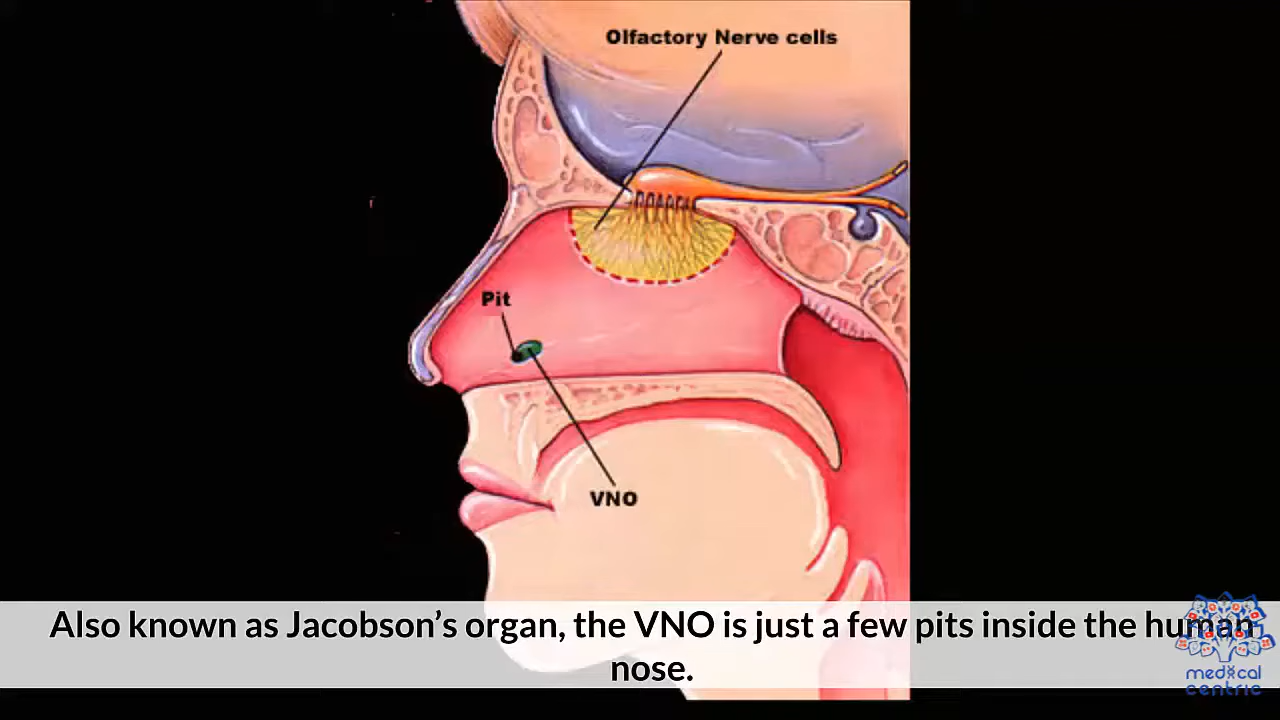 Olfactory Nerve cells
Pit
VNO
Also known as Jacobson’s organ, the VNO is just a few pits inside the human
nose.
medical
centric